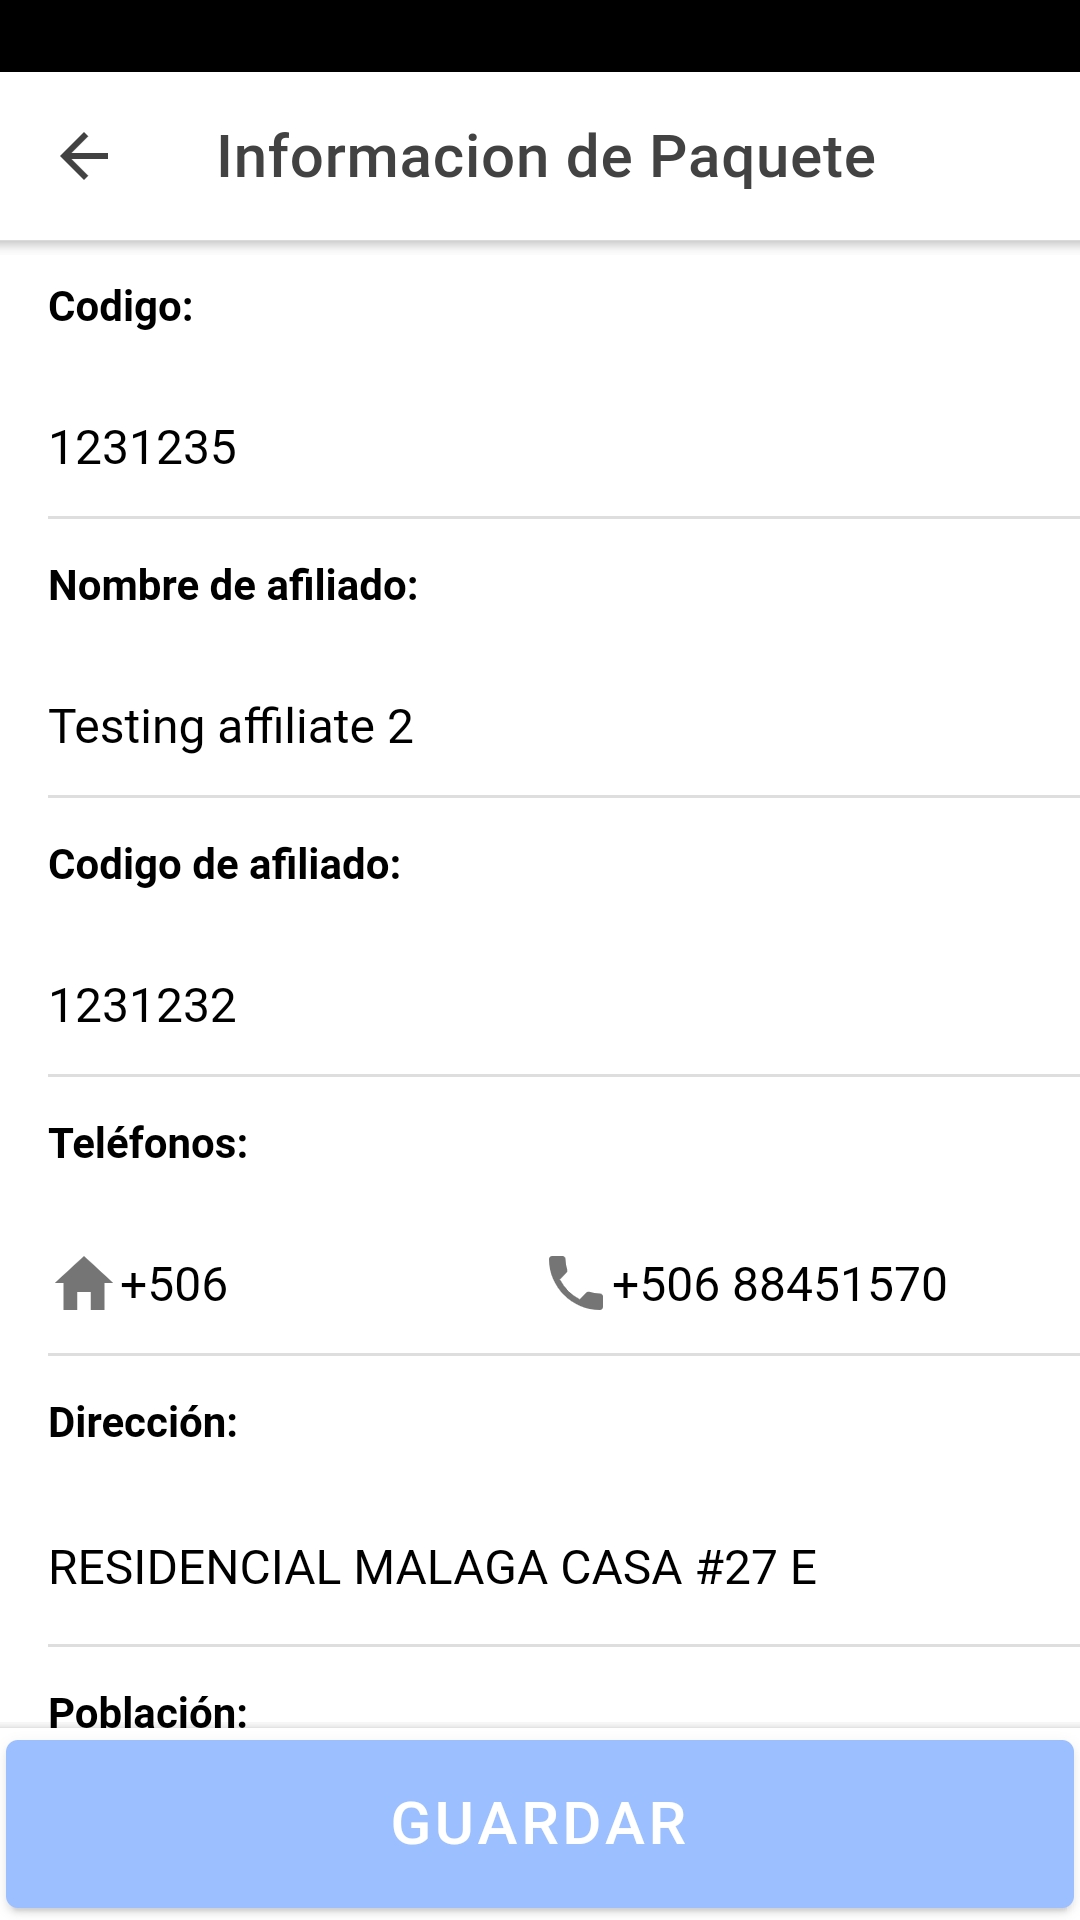 Informacion de Paquete
Codigo:
1231235
Nombre de afiliado:
Testing affiliate 2
Codigo de afiliado:
1231232
Teléfonos:
+506 +506 88451570
Dirección:
RESIDENCIAL MALAGA CASA #27 E
Población:
GUARDAR